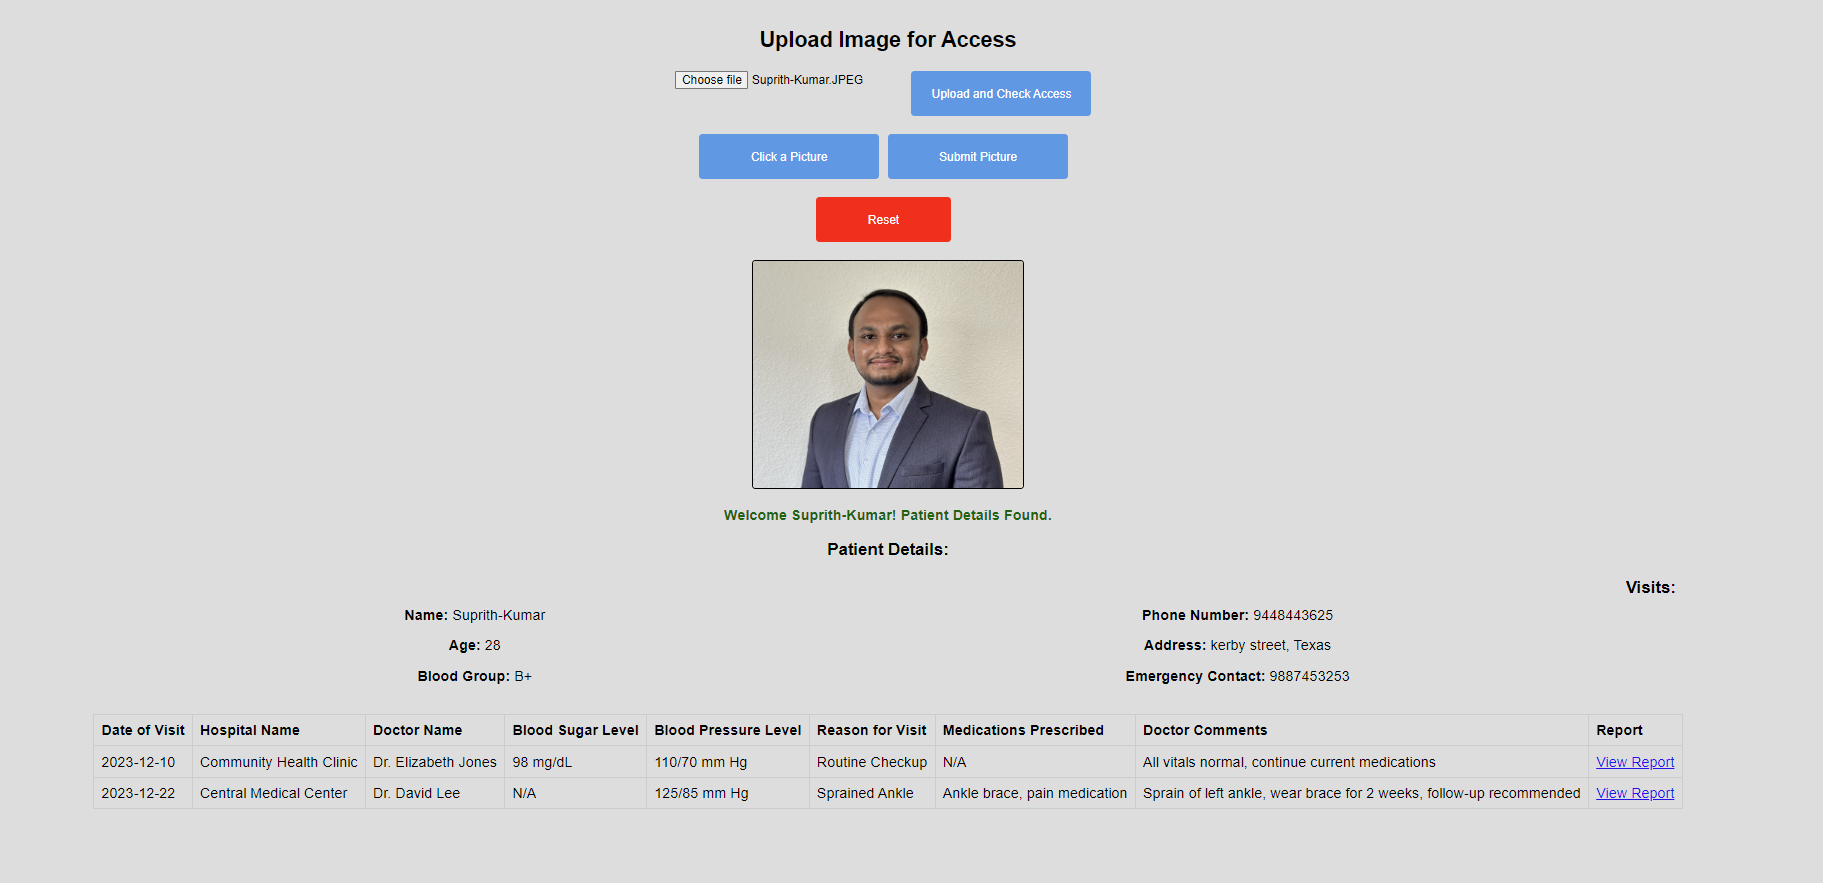 Upload Image for Access
Choose file Suprith-Kumar.JPEG
Upload and Check Access
Click a Picture
Submit Picture
Reset
Welcome Suprith-Kumar! Patient Details Found.
Patient Details:
Visits:
Name: Suprith-Kumar
Phone Number: 9448443625
Age: 28
Address: kerby street, Texas
Blood Group: B+
Emergency Contact: 9887453253
Date of Visit Hospital Name Doctor Name Blood Sugar Level Blood Pressure Level Reason for Visit Medications Prescribed Doctor Comments Report
2023-12-10 Community Health Clinic Dr. Elizabeth Jones 98 mg/dL 110/70 mm Hg Routine Checkup N/A All vitals normal, continue current medications View Report
2023-12-22 Central Medical Center Dr. David Lee N/A 125/85 mm Hg Sprained Ankle Ankle brace, pain medication Sprain of left ankle, wear brace for 2 weeks, follow-up recommended View Report